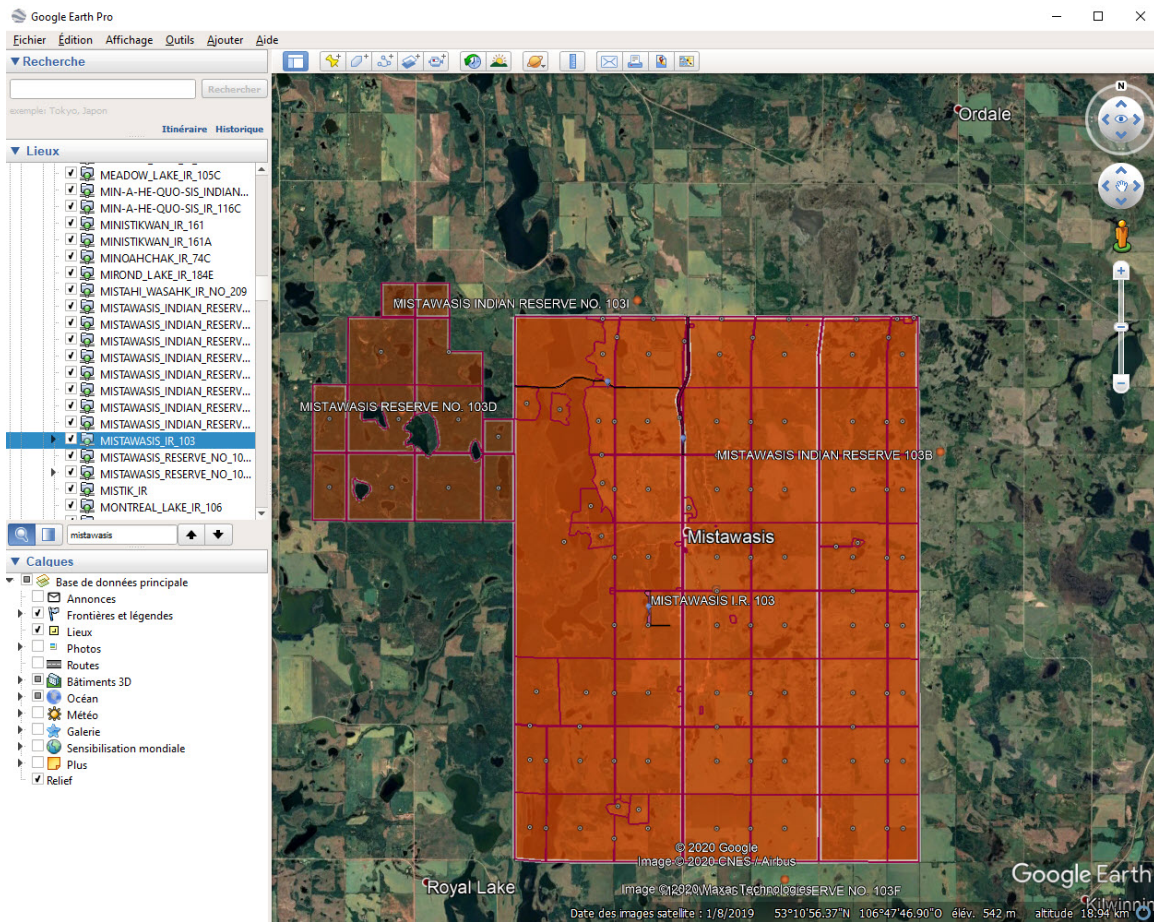 Google Earth Pro
Fichier Édition Affichage Outils Ajouter Aide
Recherche
Rechercher
exemple: Tokyo, Japon
Itinéraire Historique
Lieux
MEADOW_LAKE_IR_105C
MIN-A-HE-QUO-SIS_INDIAN...
MIN-A-HE-QUO-SIS_IR_116C
MINISTIKWAN_IR_161
MINISTIKWAN_IR_161A
MINOAHCHAK_IR_74C
MIROND_LAKE_IR_184E
MISTAHI_WASAHK_IR_NO_209
MISTAWASIS_INDIAN_RESERV...
MISTAWASIS_INDIAN_RESERV...
MISTAWASIS_INDIAN_RESERV...
MISTAWASIS_INDIAN_RESERV...
MISTAWASIS_INDIAN_RESERV...
MISTAWASIS_INDIAN_RESERV...
MISTAWASIS_INDIAN_RESERV...
MISTAWASIS_INDIAN_RESERV...
MISTAWASIS_IR_103
MISTAWASIS_RESERVE_NO_10...
MISTAWASIS_RESERVE_NO_10...
MISTIK_IR
MONTREAL_LAKE_IR_106
mistawasis
Calques
Base de données principale
Annonces
Frontières et légendes
Lieux
Photos
Routes
Bâtiments 3D
Océan
Météo
Galerie
Sensibilisation mondiale
Plus
Relief
N
Ordale
MISTAWASIS INDIAN RESERVE NO. 103I
MISTAWASIS RESERVE NO. 103D
MISTAWASIS INDIAN RESERVE 103B
Mistawasis
MISTAWASIS I.R. 103
© 2020 Google
Image © 2020 CNES / Airbus
Google Earth
Royal Lake
Image © 2020 Maxar Technologies
RESERVE NO. 103F
Kilwinnin
Date des images satellite : 1/8/2019 53°10'56.37"N 106°47'46.90"O élév. 542 m altitude 18.94 km